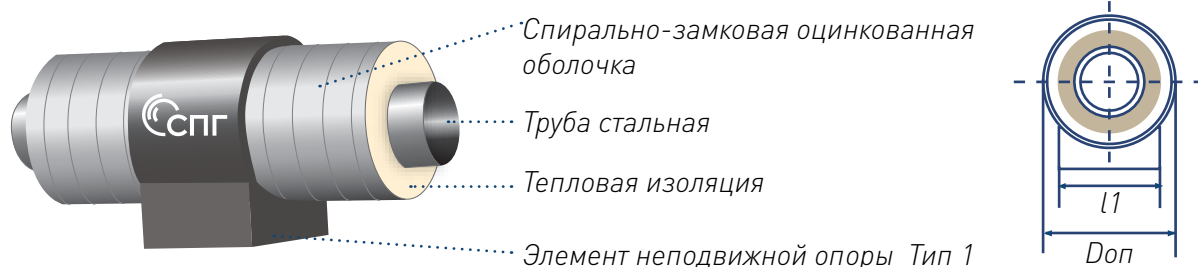 Спирально-замковая оцинкованная
оболочка
СПГ
Труба стальная
Тепловая изоляция
l1
Элемент неподвижной опоры Тип 1
Dоп